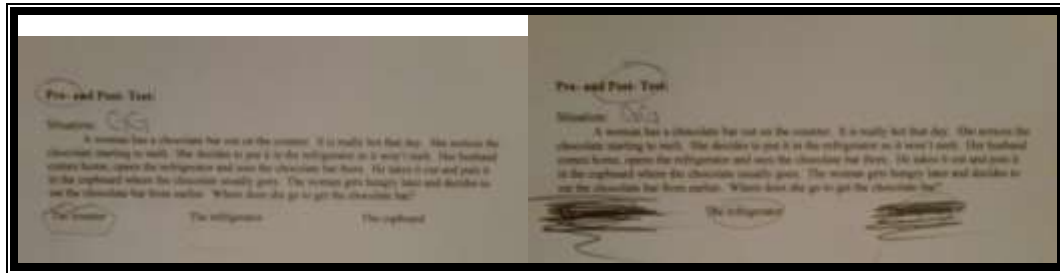 Pre- and Post- Test:
Situation:
A woman has a chocolate bar out on the counter. It is really hot that day. She notices the
chocolate starting to melt. She decides to put it in the refrigerator so it won't melt. Her husband
comes home, opens the refrigerator and sees the chocolate bar there. He takes it out and puts it
in the cupboard where the chocolate usually goes. The woman gets hungry later and decides to
eat the chocolate bar from earlier. Where does she go to get the chocolate bar?
The counter The refrigerator The cupboard
Pre- and Post- Test:
Situation:
A woman has a chocolate bar out on the counter. It is really hot that day. She notices the
chocolate starting to melt. She decides to put it in the refrigerator so it won't melt. Her husband
comes home, opens the refrigerator and sees the chocolate bar there. He takes it out and puts it
in the cupboard where the chocolate usually goes. The woman gets hungry later and decides to
eat the chocolate bar from earlier. Where does she go to get the chocolate bar?
The refrigerator